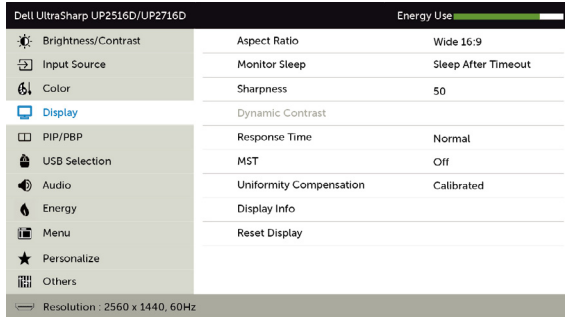 Dell UltraSharp UP2516D/UP2716D Energy Use
Brightness/Contrast Aspect Ratio Wide 16:9
Input Source Monitor Sleep Sleep After Timeout
Color Sharpness 50
Display Dynamic Contrast
PIP/PBP Response Time Normal
USB Selection MST Off
Audio Uniformity Compensation Calibrated
Energy Display Info
Menu Reset Display
Personalize
Others
Resolution : 2560 x 1440, 60Hz